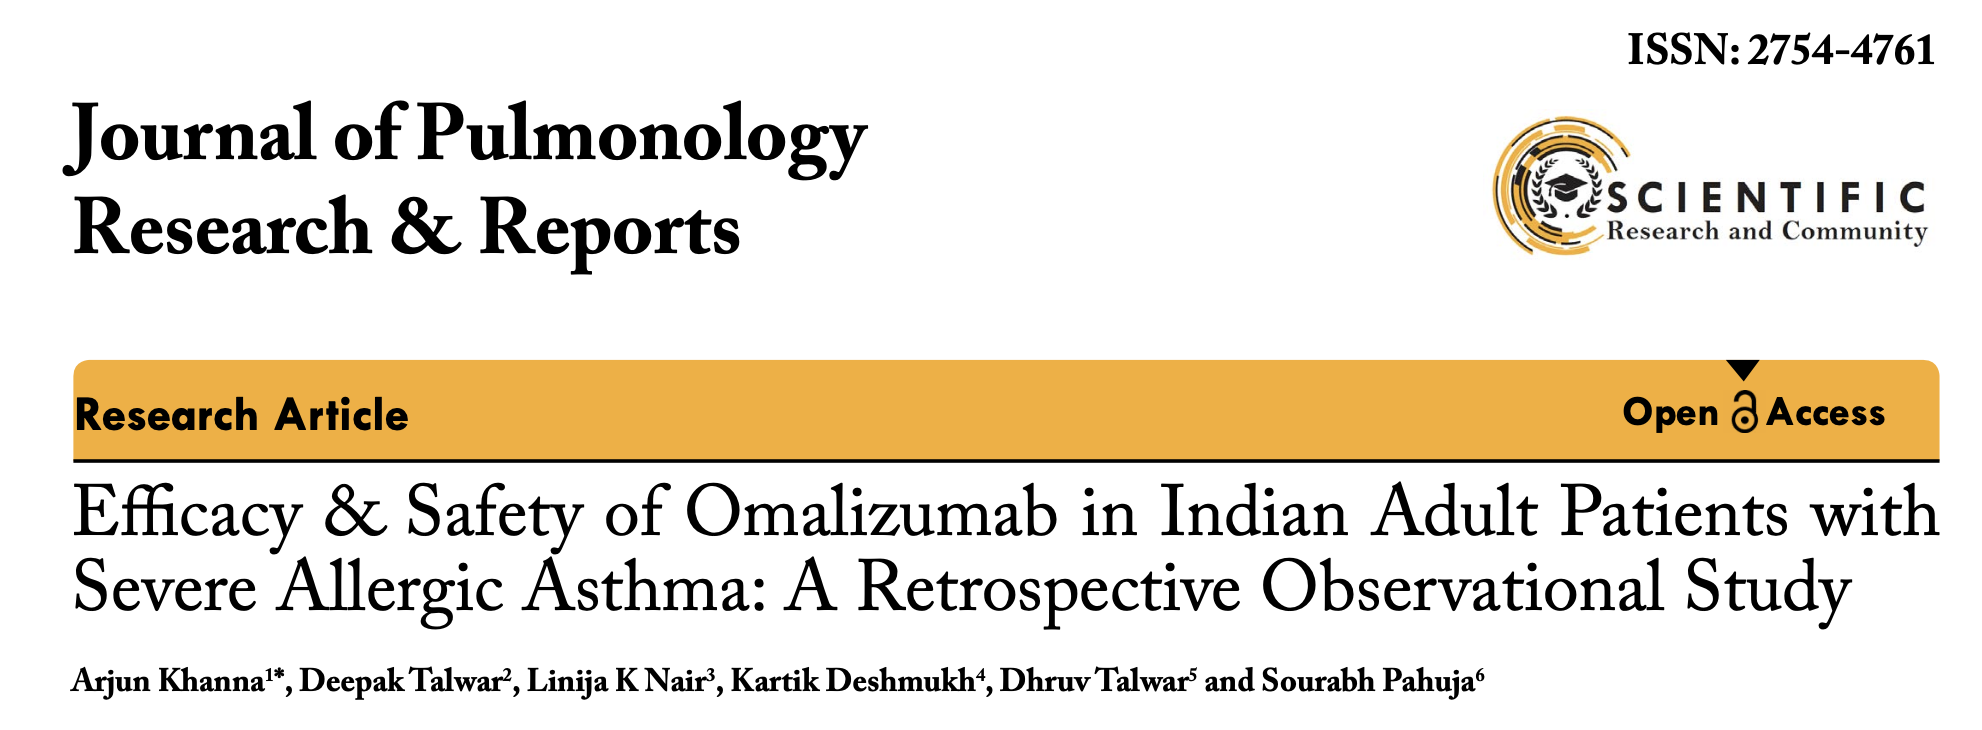 ISSN: 2754-4761
Journal of Pulmonology
Research & Reports
SCIENTIFIC
Research and Community
Research Article
Open Access
Efficacy & Safety of Omalizumab in Indian Adult Patients with
Severe Allergic Asthma: A Retrospective Observational Study
Arjun Khanna¹*, Deepak Talwar², Linija K Nair³, Kartik Deshmukh⁴, Dhruv Talwar⁵ and Sourabh Pahuja⁶